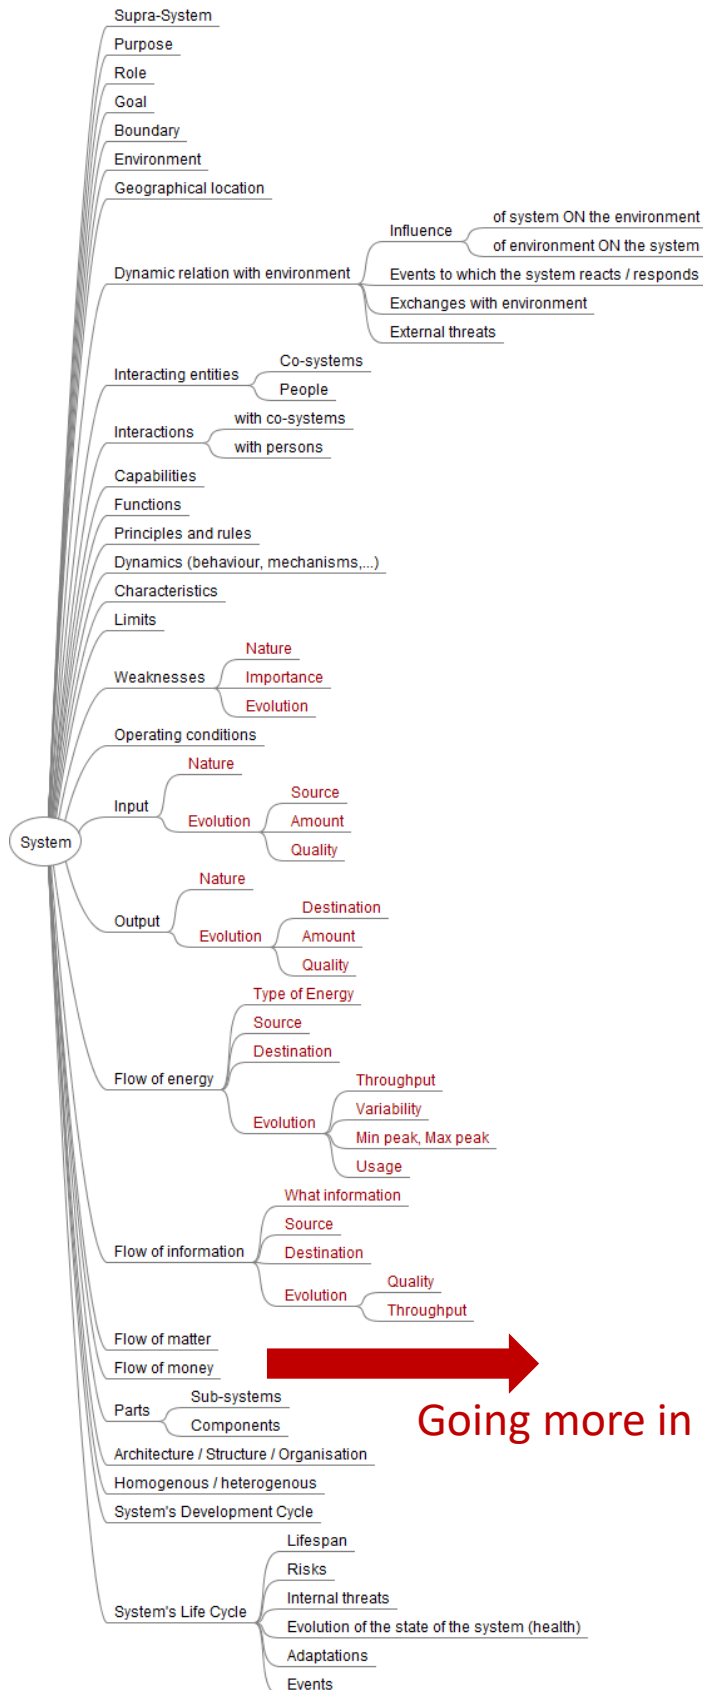 Supra-System
Purpose
Role
Goal
Boundary
Environment
Geographical location
of system ON the environment
Influence
of environment ON the system
Dynamic relation with environment
Events to which the system reacts / responds
Exchanges with environment
External threats
Co-systems
Interacting entities
People
with co-systems
Interactions
with persons
Capabilities
Functions
Principles and rules
Dynamics (behaviour, mechanisms,...)
Characteristics
Limits
Nature
Weaknesses
Importance
Evolution
Operating conditions
Nature
Input
Source
Evolution
Amount
Quality
System
Nature
Output
Destination
Evolution
Amount
Quality
Type of Energy
Source
Destination
Flow of energy
Throughput
Variability
Evolution
Min peak, Max peak
Usage
What information
Source
Flow of information
Destination
Quality
Evolution
Throughput
Flow of matter
Flow of money
Sub-systems
Parts
Components
Going more in
Architecture / Structure / Organisation
Homogenous / heterogenous
System's Development Cycle
Lifespan
Risks
Internal threats
System's Life Cycle
Evolution of the state of the system (health)
Adaptations
Events